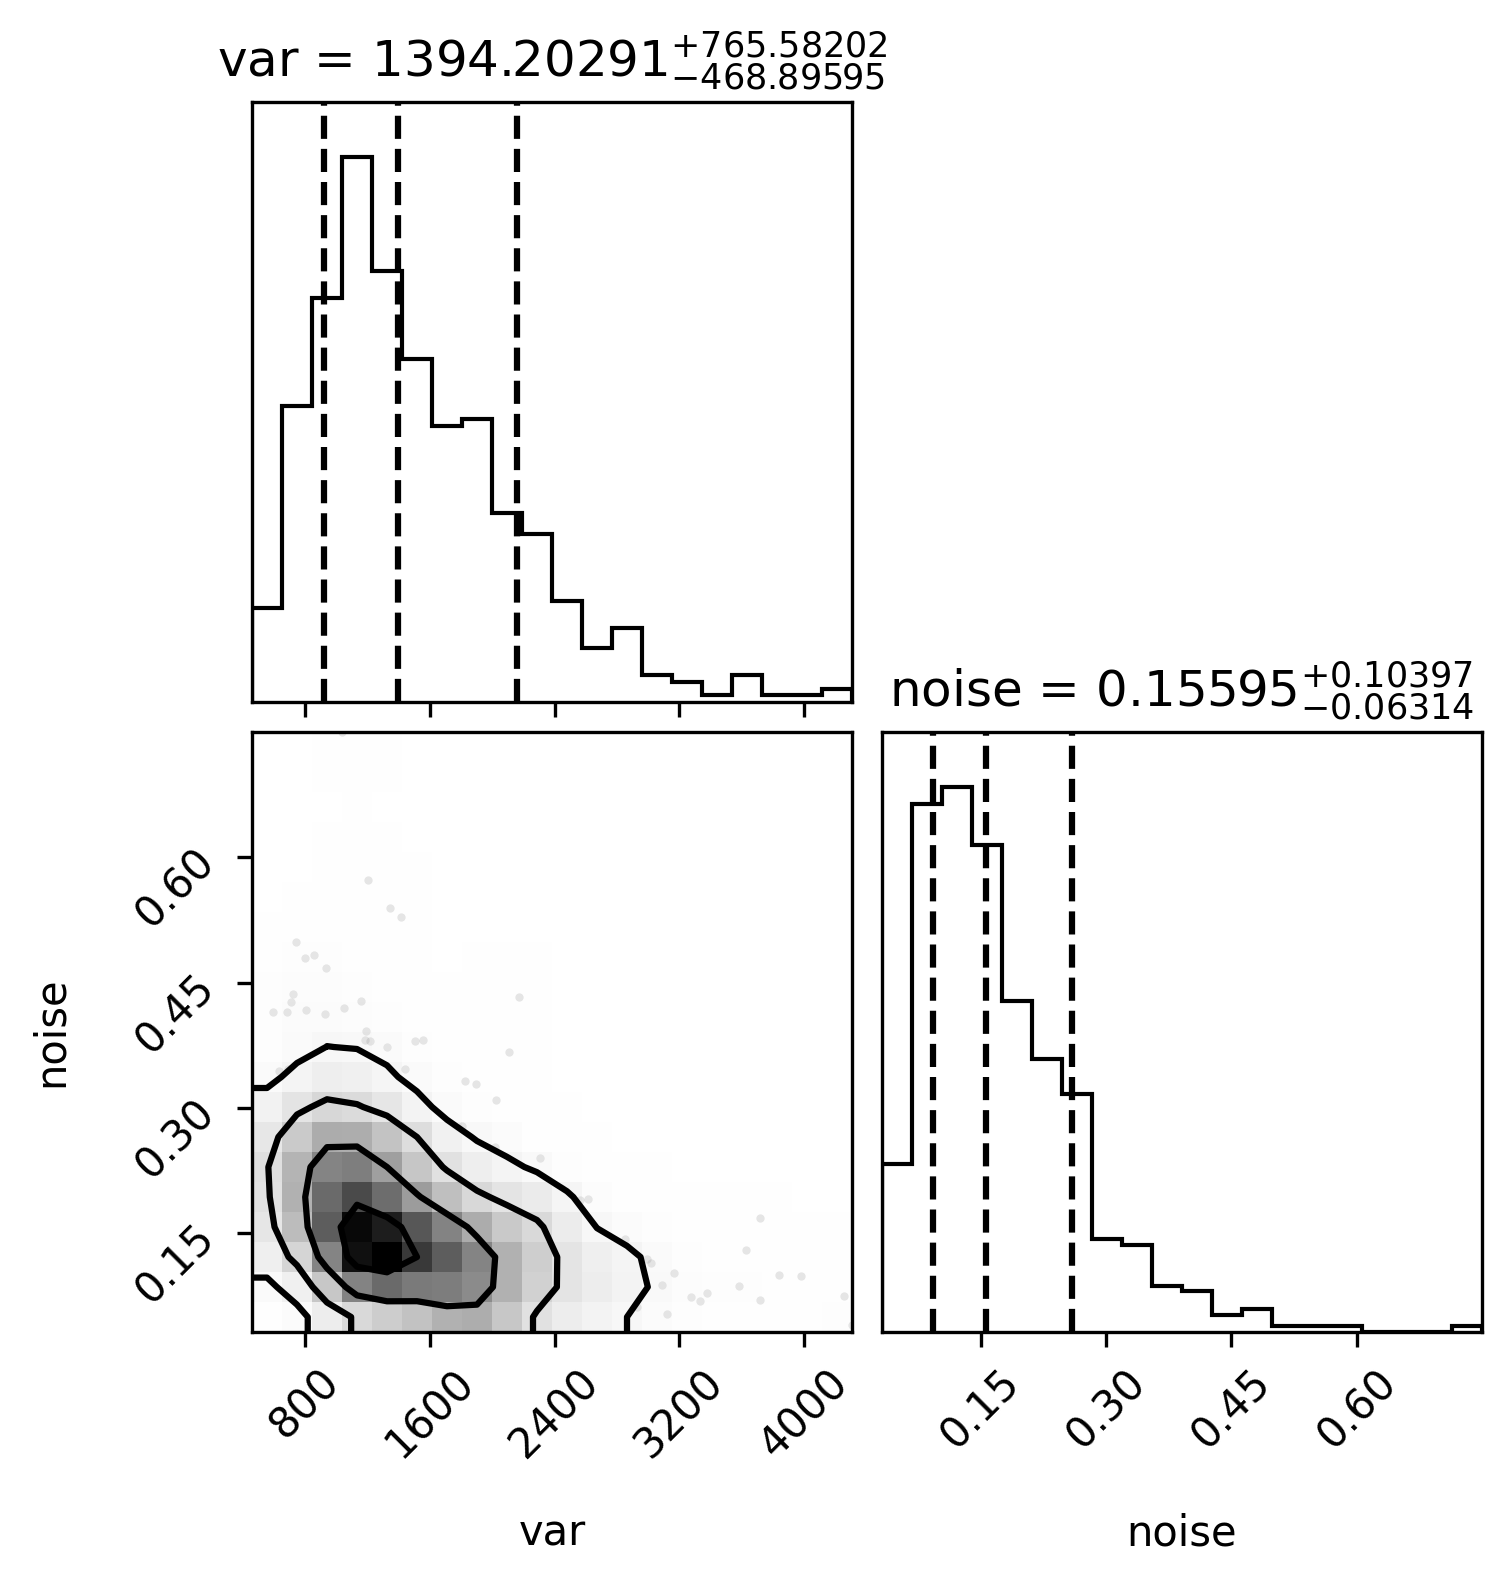 var = 1394.20291+765.58202−468.89595
noise = 0.15595+0.10397−0.06314
0.60
0.45
0.30
0.15
noise
800 1600 2400 3200 4000
0.15 0.30 0.45 0.60
var
noise